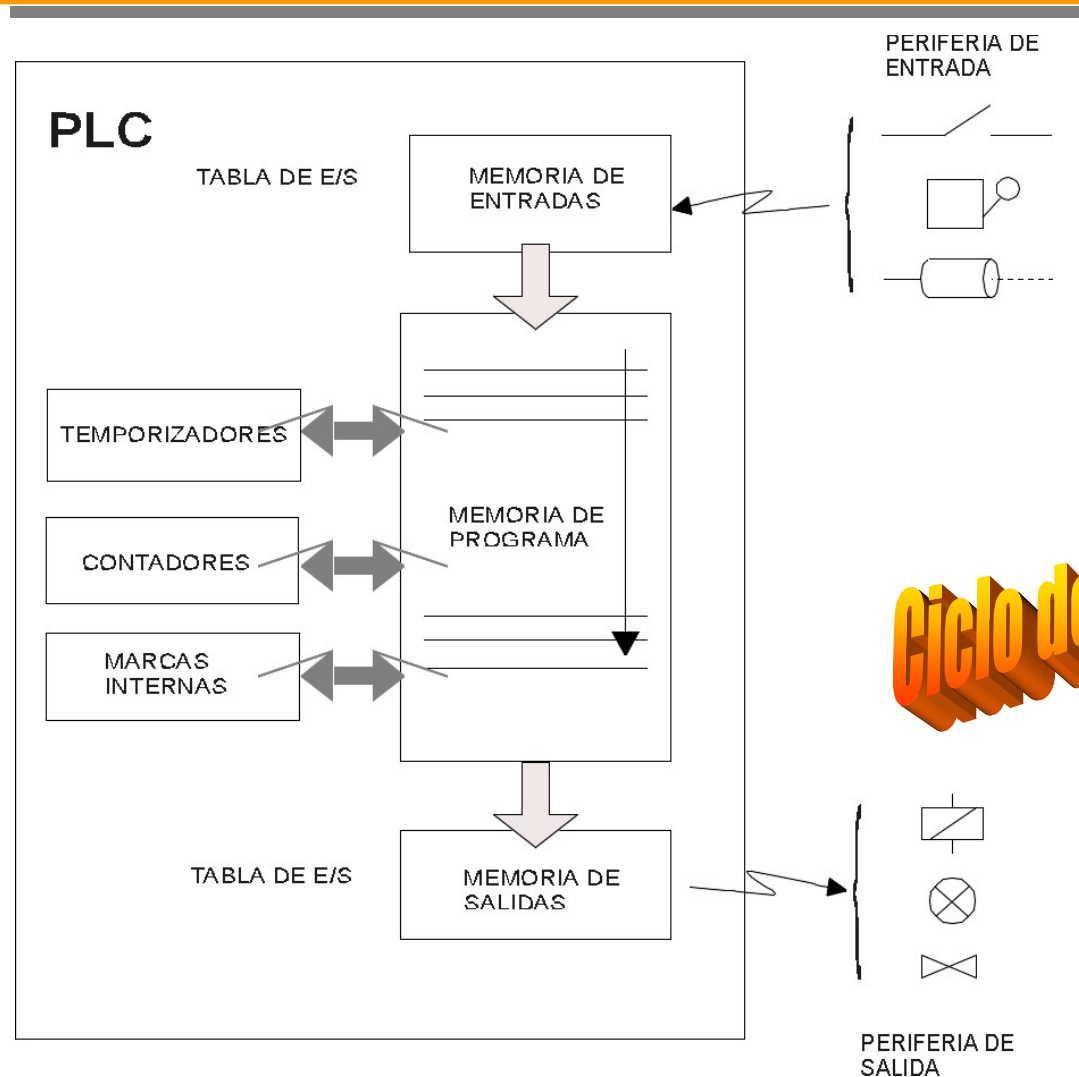 PERIFERIA DE
ENTRADA
PLC
TABLA DE E/S
MEMORIA DE
ENTRADAS
TEMPORIZADORES
MEMORIA DE
PROGRAMA
CONTADORES
Ciclo de
MARCAS
INTERNAS
TABLA DE E/S
MEMORIA DE
SALIDAS
PERIFERIA DE
SALIDA